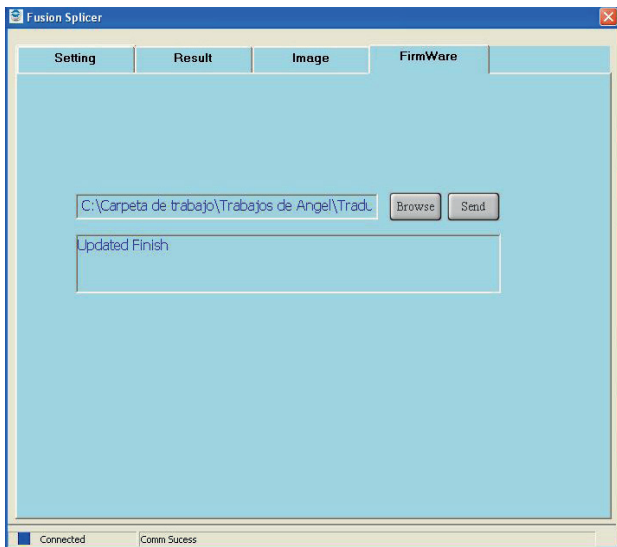 Fusion Splicer
Setting Result Image FirmWare
C:\Carpeta de trabajo\Trabajos de Angel\Tradu
Browse Send
Updated Finish
Connected Comm Sucess